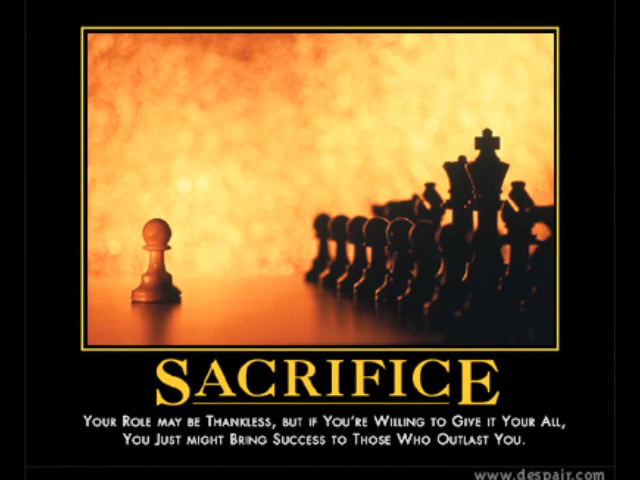 SACRIFICE
YOUR ROLE MAY BE THANKLESS, BUT IF YOU'RE WILLING TO GIVE IT YOUR ALL,
YOU JUST MIGHT BRING SUCCESS TO THOSE WHO OUTLAST YOU.
www.despair.com